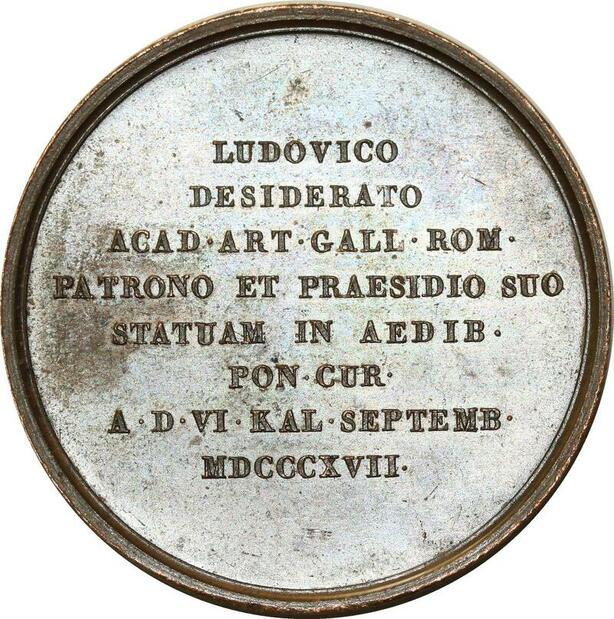 LUDOVICO
DESIDERATO
ACAD·ART·GALL·ROM·
PATRONO ET PRAESIDIO SUO
STATUAM IN AEDIB·
PON·CUR·
A·D·VI·KAL·SEPTEMB·
MDCCCXVII·